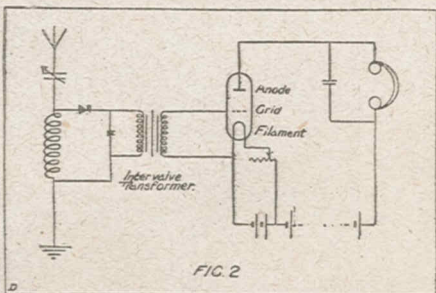 Anode
Grid
Filament
Intervalve
Transformer.
FIG. 2
D